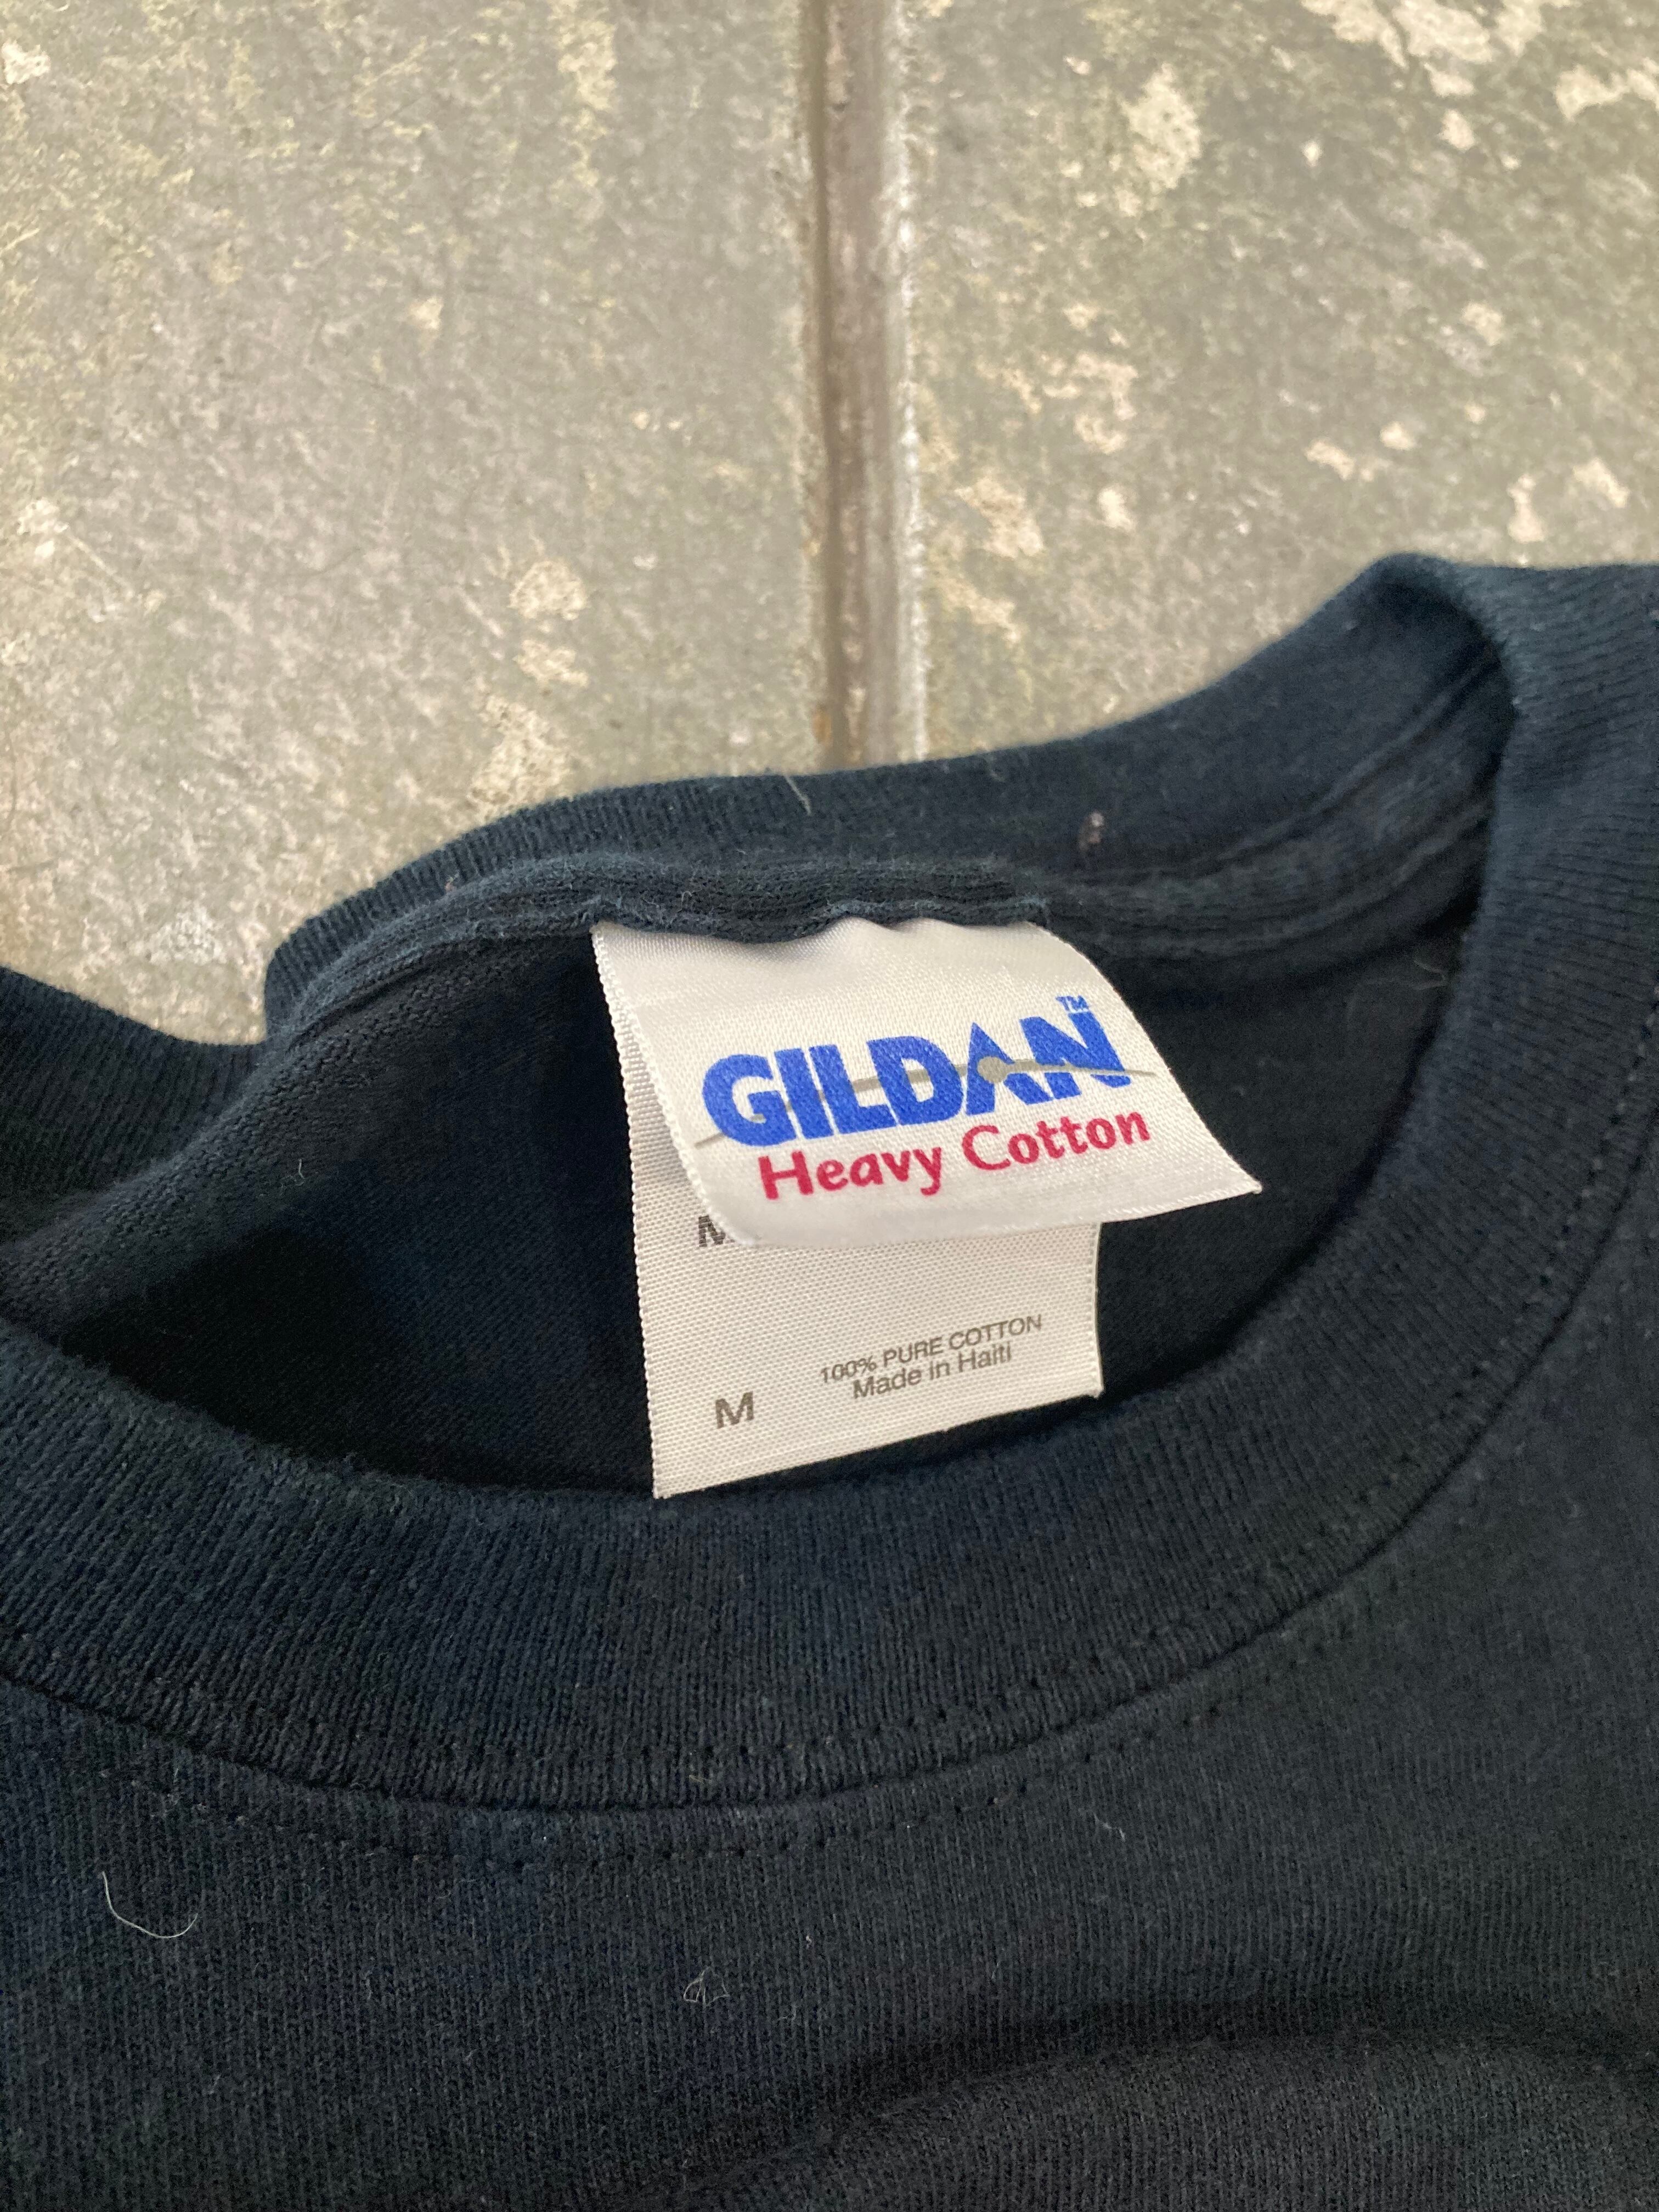 GILDAN™
Heavy Cotton
M
100% PURE COTTON
Made in Haiti
M